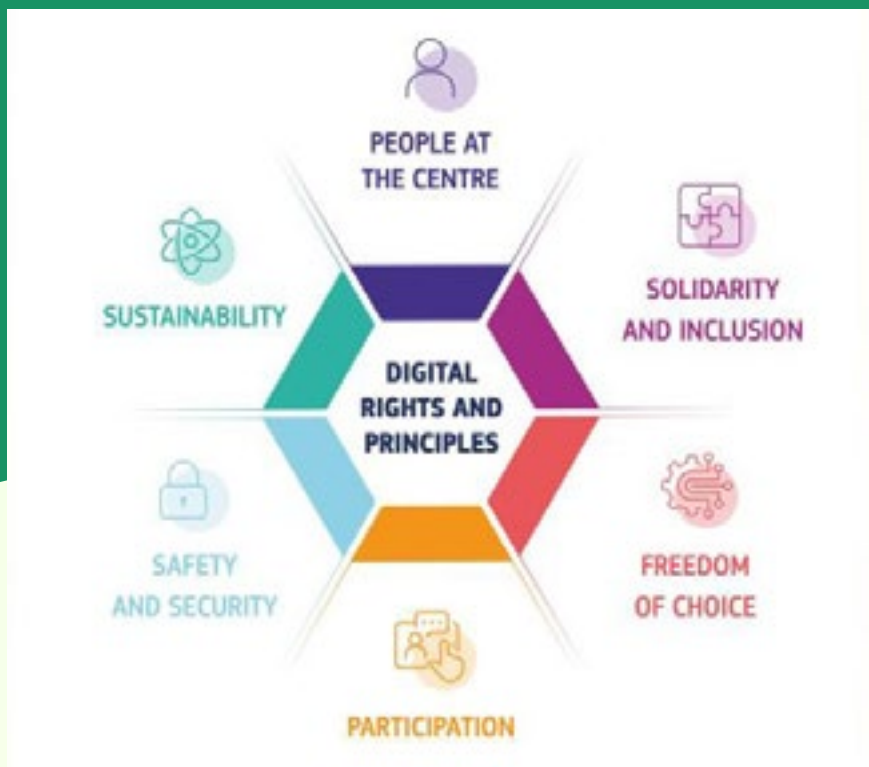 PEOPLE AT
THE CENTRE
SOLIDARITY
AND INCLUSION
SUSTAINABILITY
DIGITAL
RIGHTS AND
PRINCIPLES
SAFETY
AND SECURITY
FREEDOM
OF CHOICE
PARTICIPATION